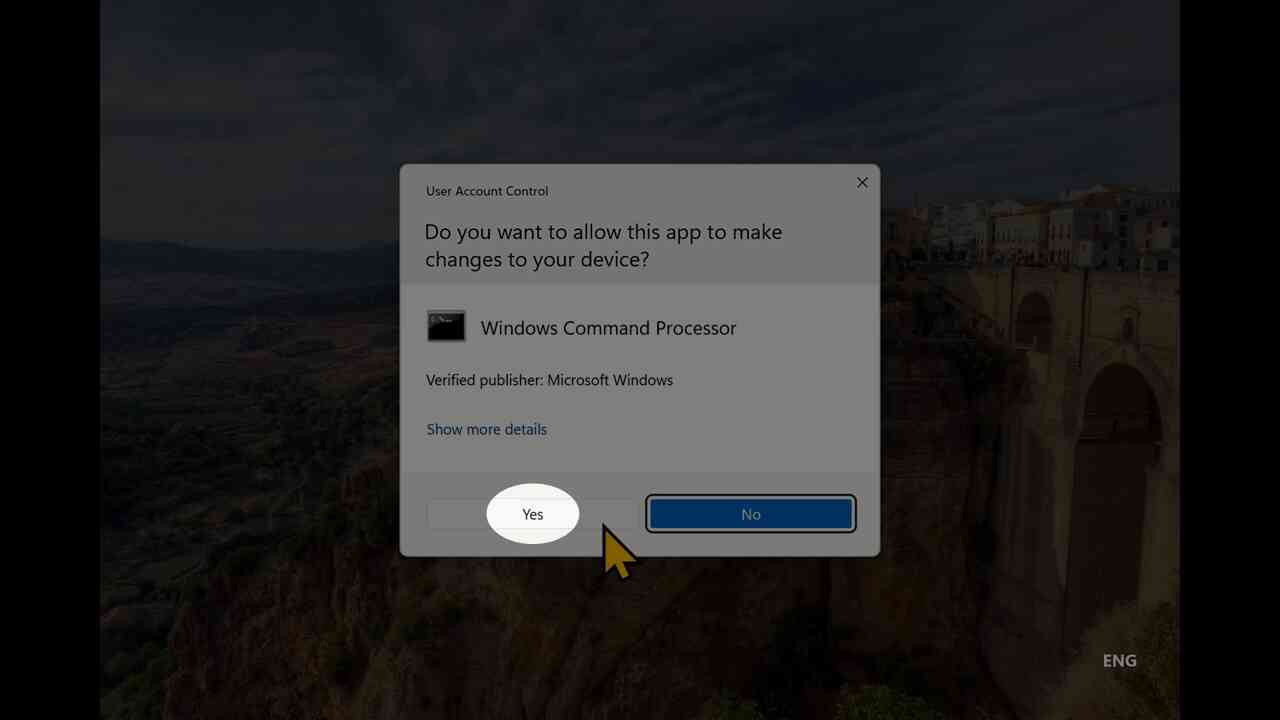 User Account Control
Do you want to allow this app to make
changes to your device?
Windows Command Processor
Verified publisher: Microsoft Windows
Show more details
Yes
No
ENG